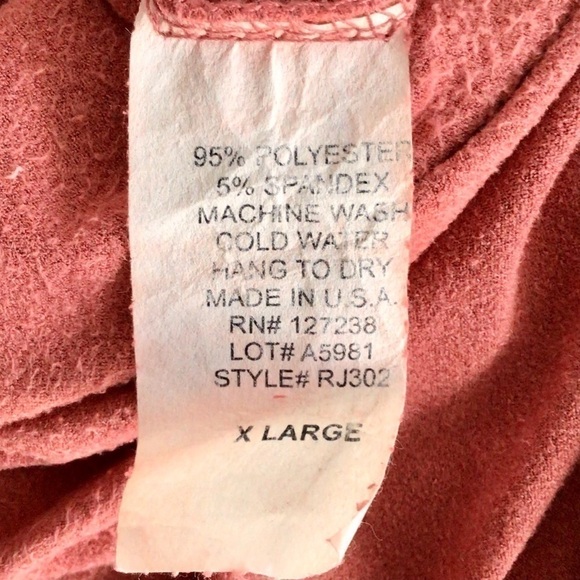 95% POLYESTER
5% SPANDEX
MACHINE WASH
COLD WATER
HANG TO DRY
MADE IN U.S.A.
RN# 127238
LOT# A5981
STYLE# RJ302
X LARGE